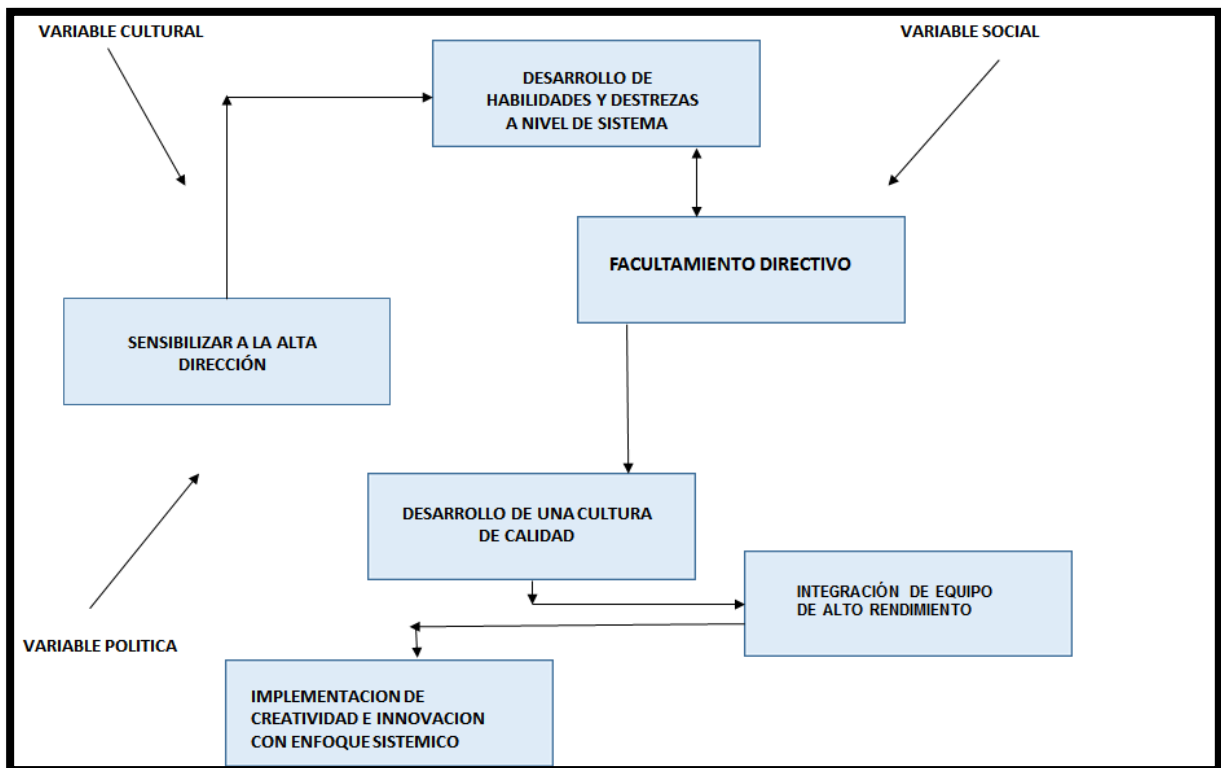 VARIABLE CULTURAL
VARIABLE SOCIAL
DESARROLLO DE
HABILIDADES Y DESTREZAS
A NIVEL DE SISTEMA
FACULTAMIENTO DIRECTIVO
SENSIBILIZAR A LA ALTA
DIRECCIÓN
DESARROLLO DE UNA CULTURA
DE CALIDAD
INTEGRACIÓN DE EQUIPO
DE ALTO RENDIMIENTO
VARIABLE POLITICA
IMPLEMENTACION DE
CREATIVIDAD E INNOVACION
CON ENFOQUE SISTEMICO